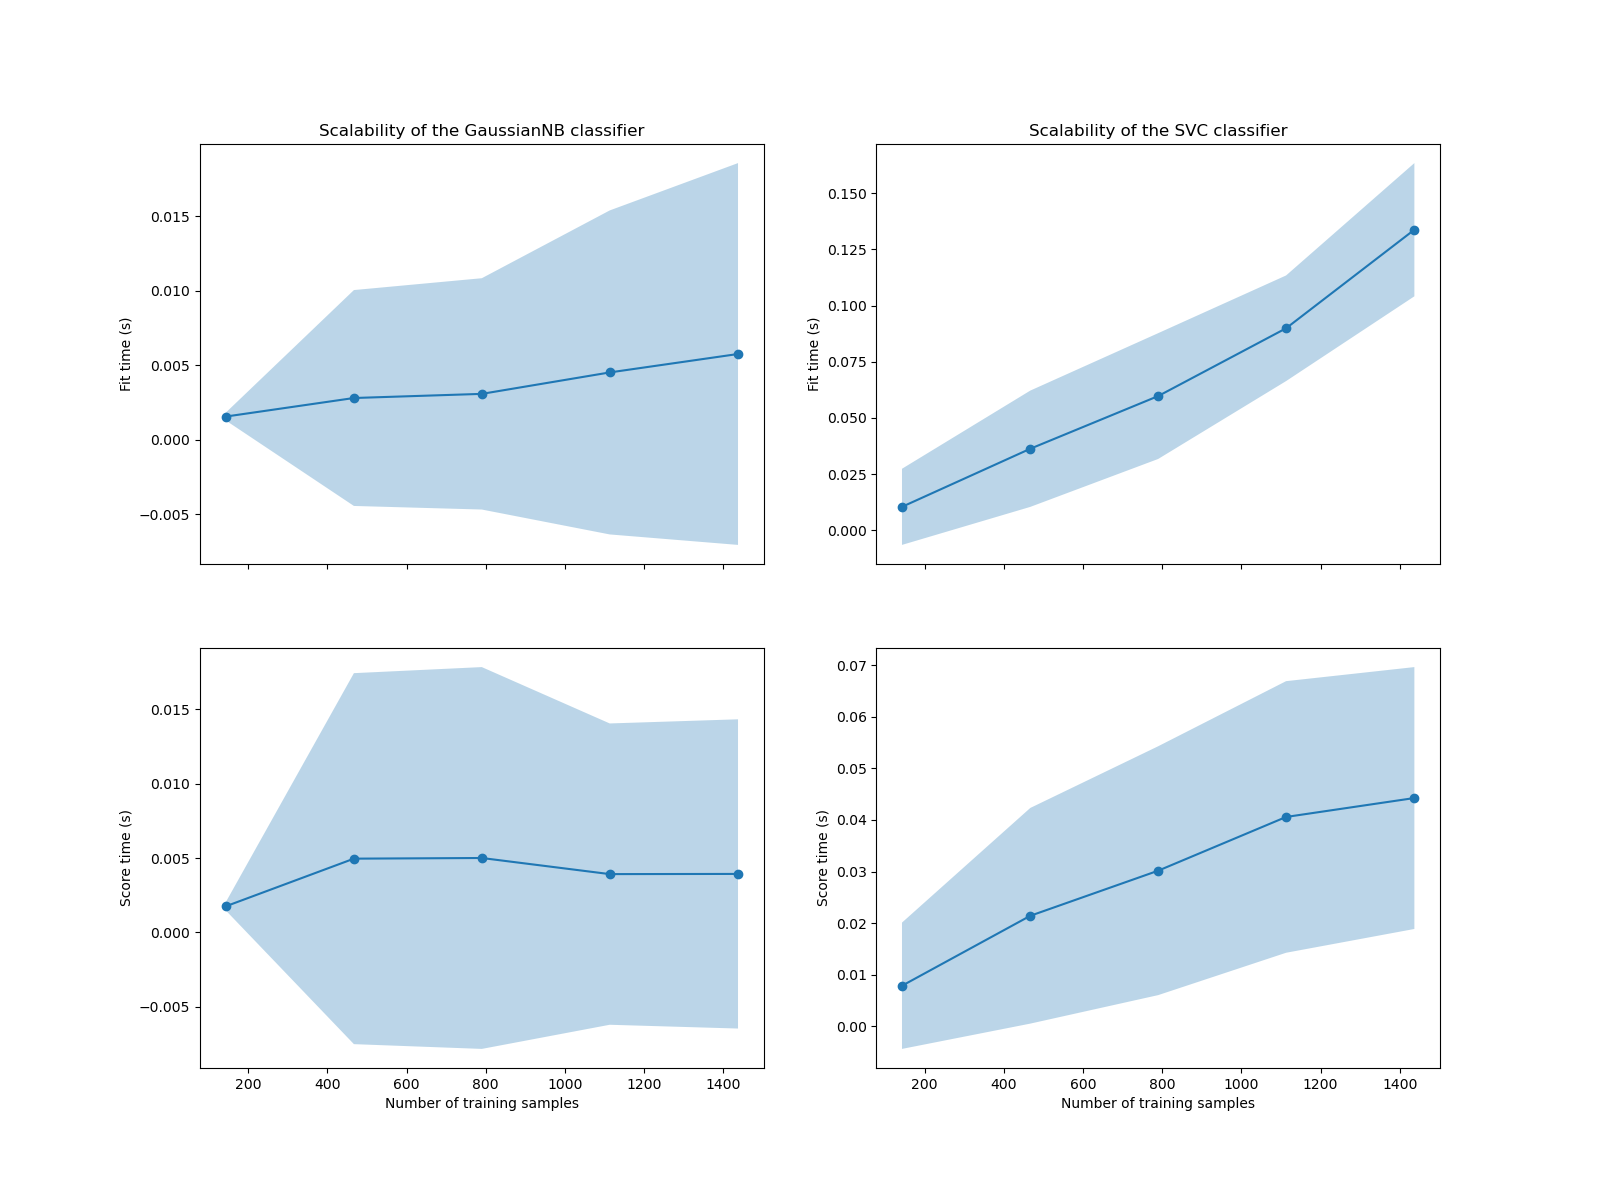 Scalability of the GaussianNB classifier
Fit time (s)
0.015
0.010
0.005
0.000
−0.005
Scalability of the SVC classifier
Fit time (s)
0.150
0.125
0.100
0.075
0.050
0.025
0.000
Score time (s)
0.015
0.010
0.005
0.000
−0.005
200 400 600 800 1000 1200 1400
Number of training samples
Score time (s)
0.07
0.06
0.05
0.04
0.03
0.02
0.01
0.00
200 400 600 800 1000 1200 1400
Number of training samples